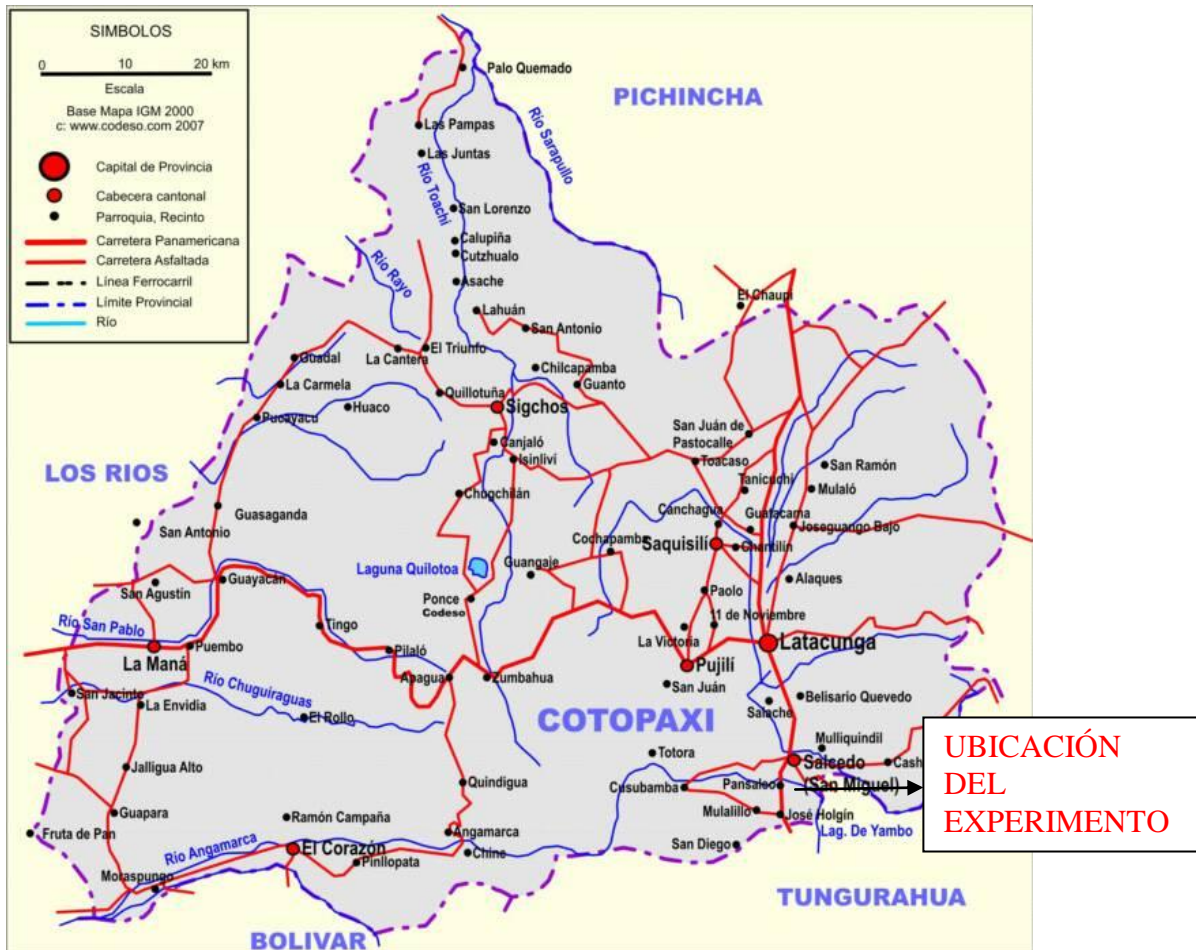 SIMBOLOS
0 10 20 km
Escala
Base Mapa IGM 2000
c: www.codeso.com 2007
Capital de Provincia
Cabecera cantonal
Parroquia, Recinto
Carretera Panamericana
Carretera Asfaltada
Línea Ferrocarril
Límite Provincial
Río
Palo Quemado
PICHINCHA
Las Pampas
Río Sarapullo
Las Juntas
Río Toachi
San Lorenzo
Calupiña
Cutzhualo
Río Rayo
Asache
El Chaupi
Lahuán
San Antonio
La Cantera
El Triunfo
Guadal
Chilcapamba
La Carmela
Guanto
Quillotuña
Huaco
Sigchos
Pucayacu
San Juán de
Pastocalle
Canjaló
Isinliví
Toacaso
San Ramón
LOS RIOS
Tanicuchi
Mulaló
Chogchilán
Guasaganda
Canchagua
Guatacama
San Antonio
Joseguango Bajo
Cochapamba
Saquisilí
Chantilín
Laguna Quilotoa
Guangaje
Guayacán
Alaques
San Agustín
Paolo
Ponce
Codeso
11 de Noviembre
Río San Pablo
Tingo
La Victoria
Latacunga
Puembo
Pilaló
La Maná
Pujilí
Apagua
Zumbahua
San Juán
Río Chuguiraguas
San Jacinto
Belisario Quevedo
La Envidia
Salache
El Rollo
COTOPAXI
Mulliquindil
Totora
Salcedo
Cash
UBICACIÓN
DEL
EXPERIMENTO
Jalligua Alto
Quindigua
Cusubamba
Pansaleo
(San Miguel)
Guapara
Ramón Campaña
Mulalillo
José Holgín
Fruta de Pan
Angamarca
Lag. De Yambo
Río Angamarca
El Corazón
Chine
San Diego
Pinllopata
Moraspungo
TUNGURAHUA
BOLIVAR